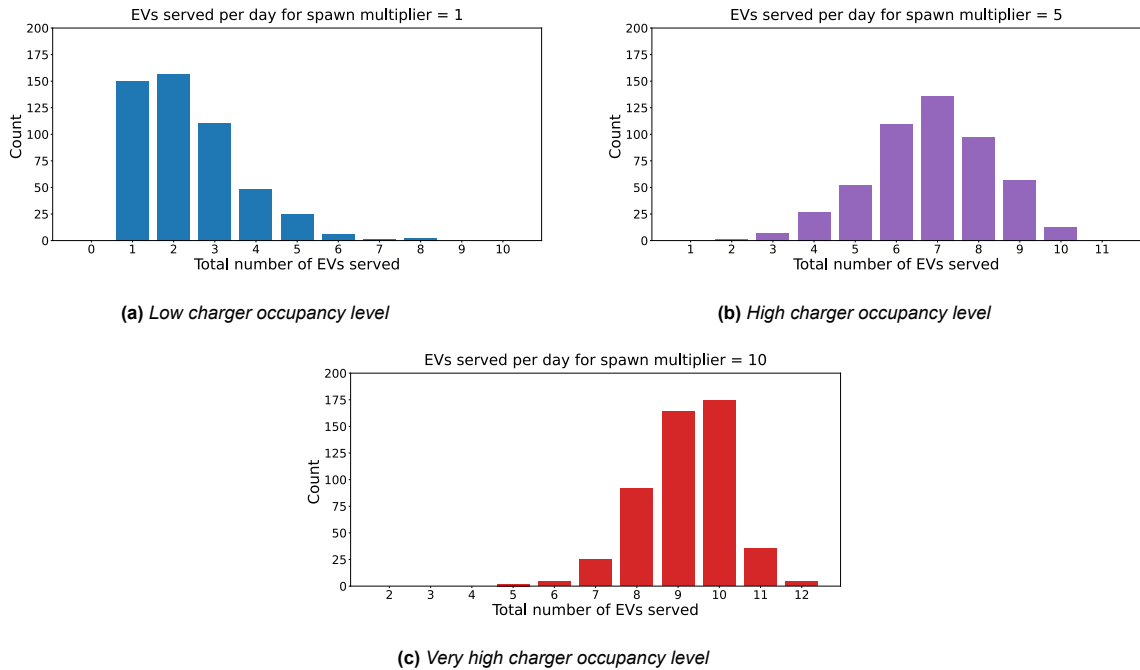 EVs served per day for spawn multiplier = 1
200
175
150
125
100
75
50
25
0
Count
0 1 2 3 4 5 6 7 8 9 10
Total number of EVs served
(a) Low charger occupancy level
EVs served per day for spawn multiplier = 5
200
175
150
125
100
75
50
25
0
Count
1 2 3 4 5 6 7 8 9 10 11
Total number of EVs served
(b) High charger occupancy level
EVs served per day for spawn multiplier = 10
200
175
150
125
100
75
50
25
0
Count
2 3 4 5 6 7 8 9 10 11 12
Total number of EVs served
(c) Very high charger occupancy level